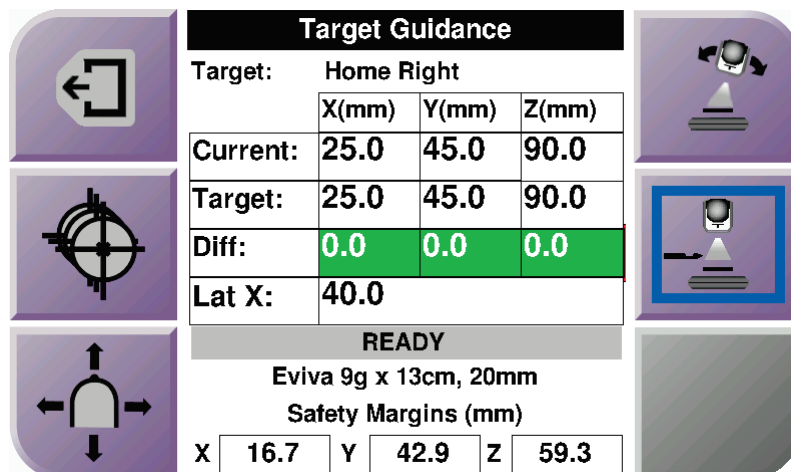 Target Guidance
Target: Home Right
X(mm) Y(mm) Z(mm)
Current: 25.0 45.0 90.0
Target: 25.0 45.0 90.0
Diff: 0.0 0.0 0.0
Lat X: 40.0
READY
Eviva 9g x 13cm, 20mm
Safety Margins (mm)
X 16.7 Y 42.9 Z 59.3